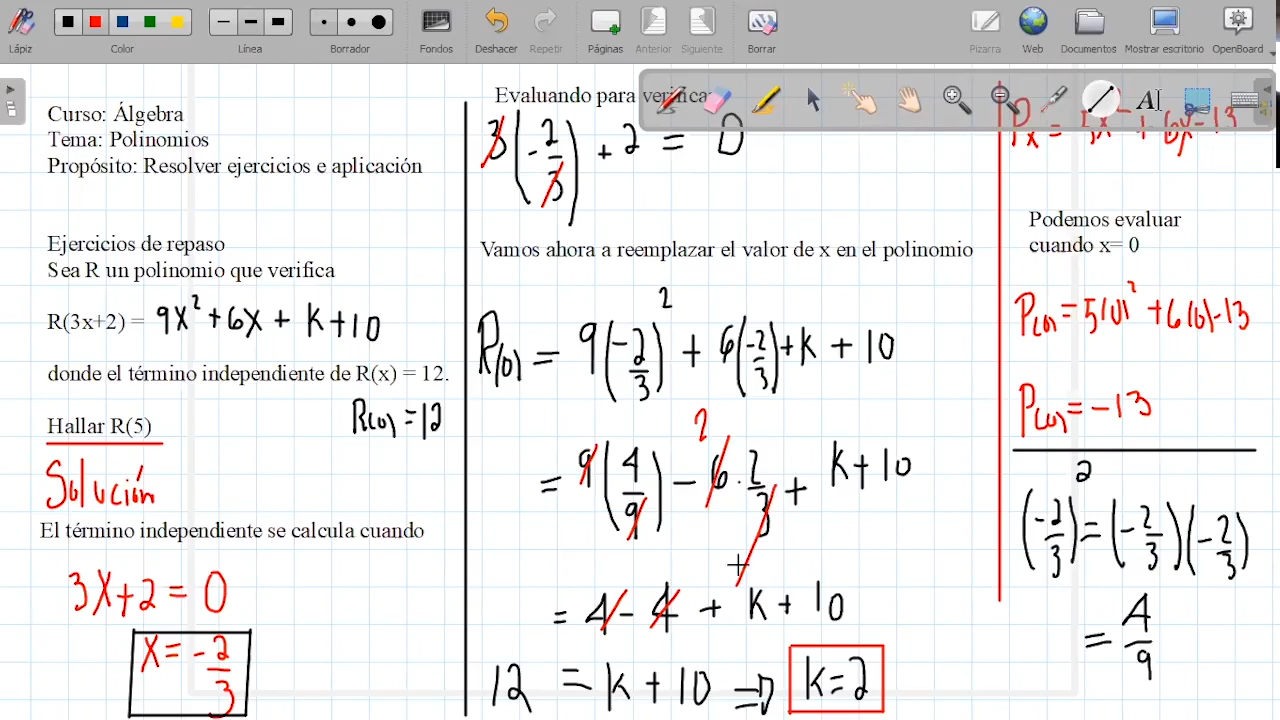 Lápiz
Color
Línea
Borrador
Fondos
Deshacer
Repetir
Páginas
Anterior
Siguiente
Borrar
Pizarra
Web
Documentos
Mostrar escritorio
OpenBoard
Curso: Álgebra
Tema: Polinomios
Propósito: Resolver ejercicios e aplicación
Ejercicios de repaso
Sea R un polinomio que verifica
R(3x+2) = 9x² + 6x + k + 10
donde el término independiente de R(x) = 12.
R(0) = 12
Hallar R(5)
Solución
El término independiente se calcula cuando
3x+2 = 0
x = -2/3
Evaluando para verifica
3(-2/3) + 2 = 0
Vamos ahora a reemplazar el valor de x en el polinomio
R(0) = 9(-2/3)² + 6(-2/3) + k + 10
= 9(4/9) - 6·2/3 + k + 10
2
= 4 - 4 + k + 10
12 = k + 10 ⇒ k = 2
Px = 5x² + 6x - 13
Podemos evaluar
cuando x= 0
P(0) = 5(0)² + 6(0) - 13
P(0) = -13
(-2/3)² = (-2/3)(-2/3)
= 4/9